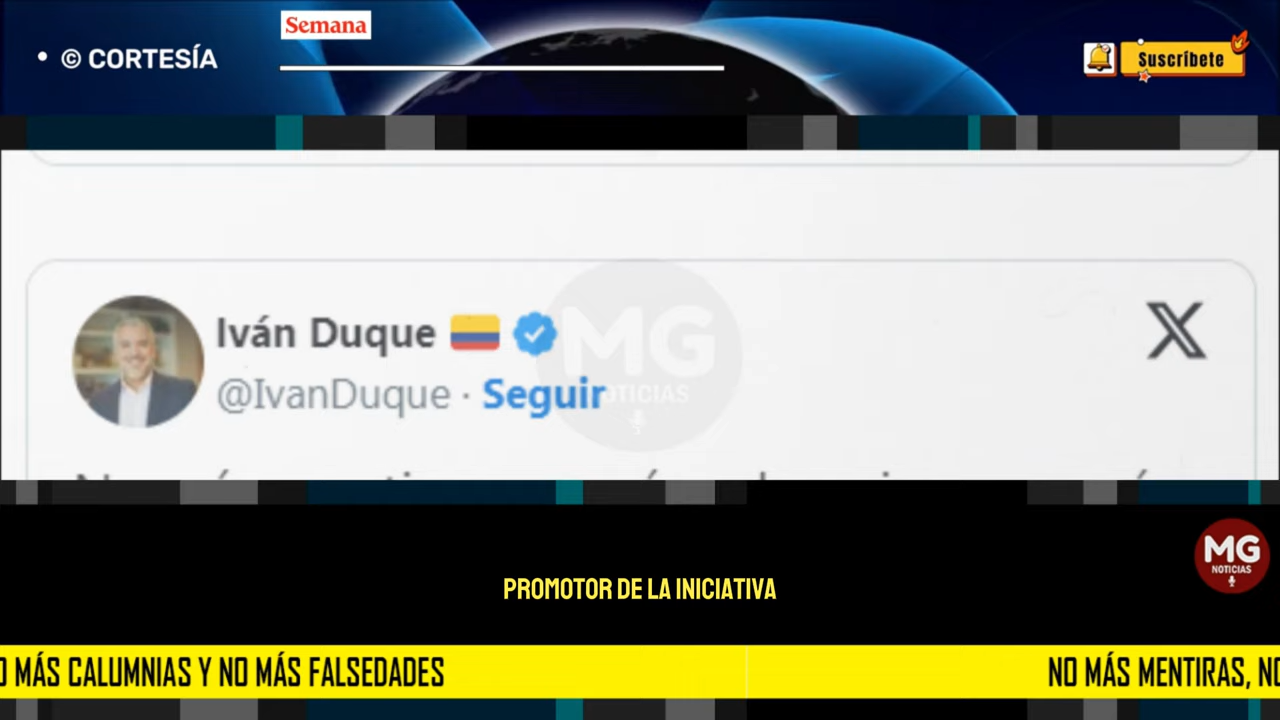 Semana
© CORTESÍA
Suscríbete
Iván Duque
@IvanDuque · Seguir
MG
NOTICIAS
MG
NOTICIAS
PROMOTOR DE LA INICIATIVA
MÁS CALUMNIAS Y NO MÁS FALSEDADES
NO MÁS MENTIRAS,